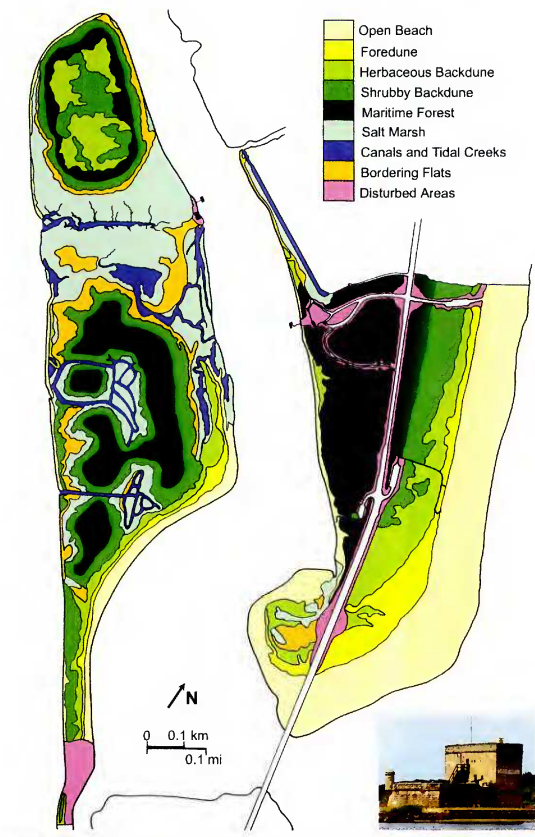 Open Beach
Foredune
Herbaceous Backdune
Shrubby Backdune
Maritime Forest
Salt Marsh
Canals and Tidal Creeks
Bordering Flats
Disturbed Areas
N
0 0.1 km
0.1 mi